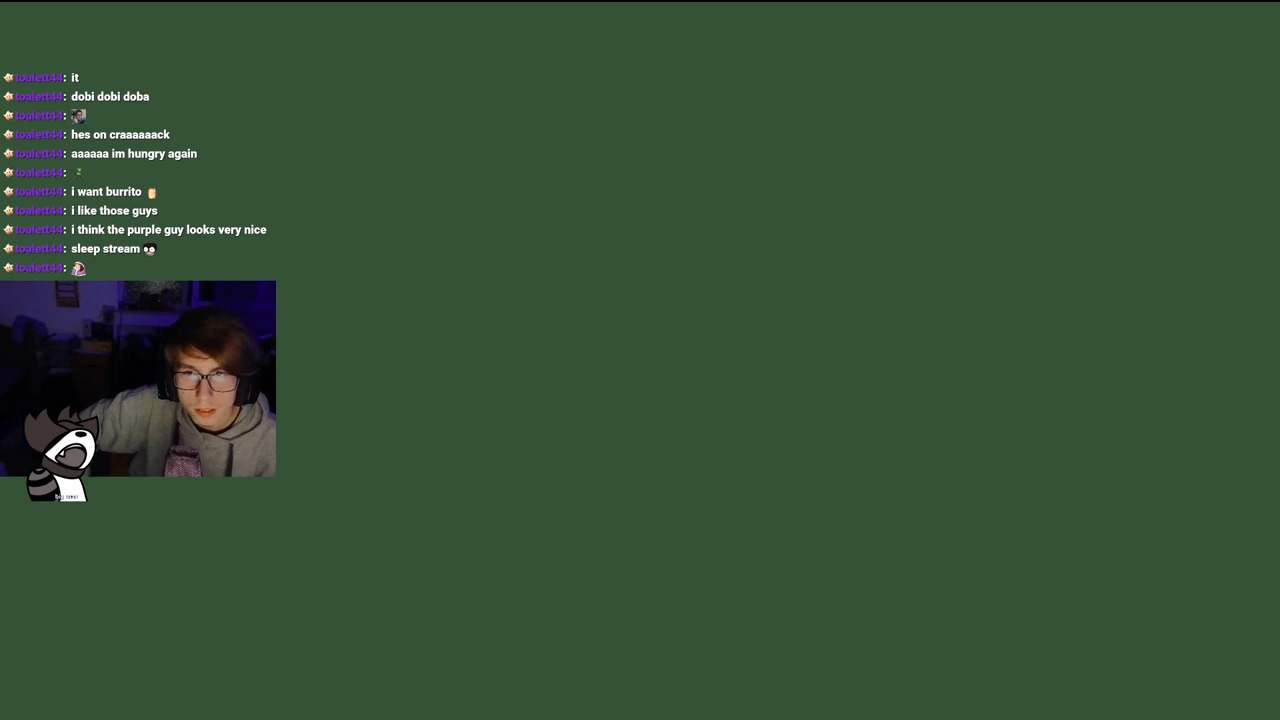 toalett44: it
toalett44: dobi dobi doba
toalett44:
toalett44: hes on craaaaaack
toalett44: aaaaaa im hungry again
toalett44:
toalett44: i want burrito
toalett44: i like those guys
toalett44: i think the purple guy looks very nice
toalett44: sleep stream
toalett44: